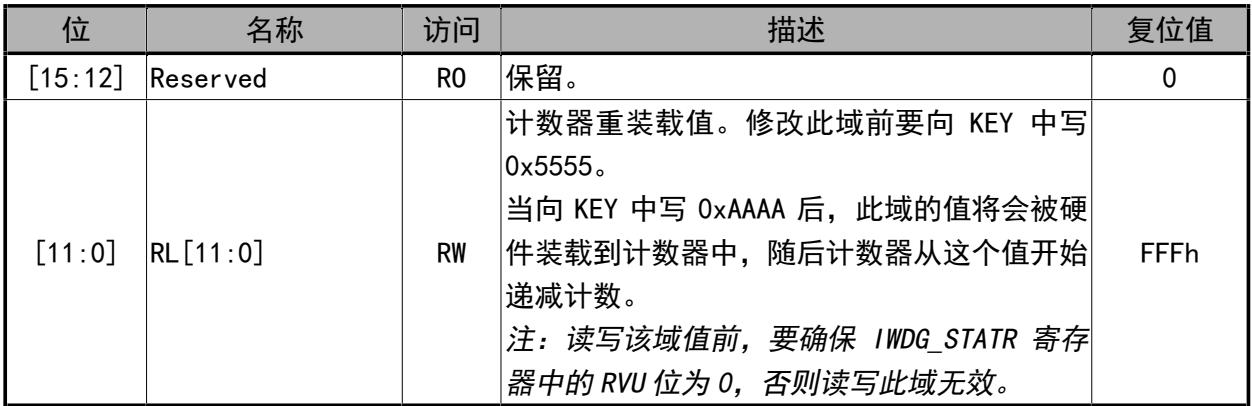 位 名称 访问 描述 复位值
[15:12] Reserved RO 保留。 0
计数器重装载值。修改此域前要向 KEY 中写
0x5555。
当向 KEY 中写 0xAAAA 后，此域的值将会被硬
[11:0] RL[11:0] RW 件装载到计数器中，随后计数器从这个值开始 FFFh
递减计数。
注：读写该域值前，要确保 IWDG_STATR 寄存
器中的 RVU 位为 0，否则读写此域无效。